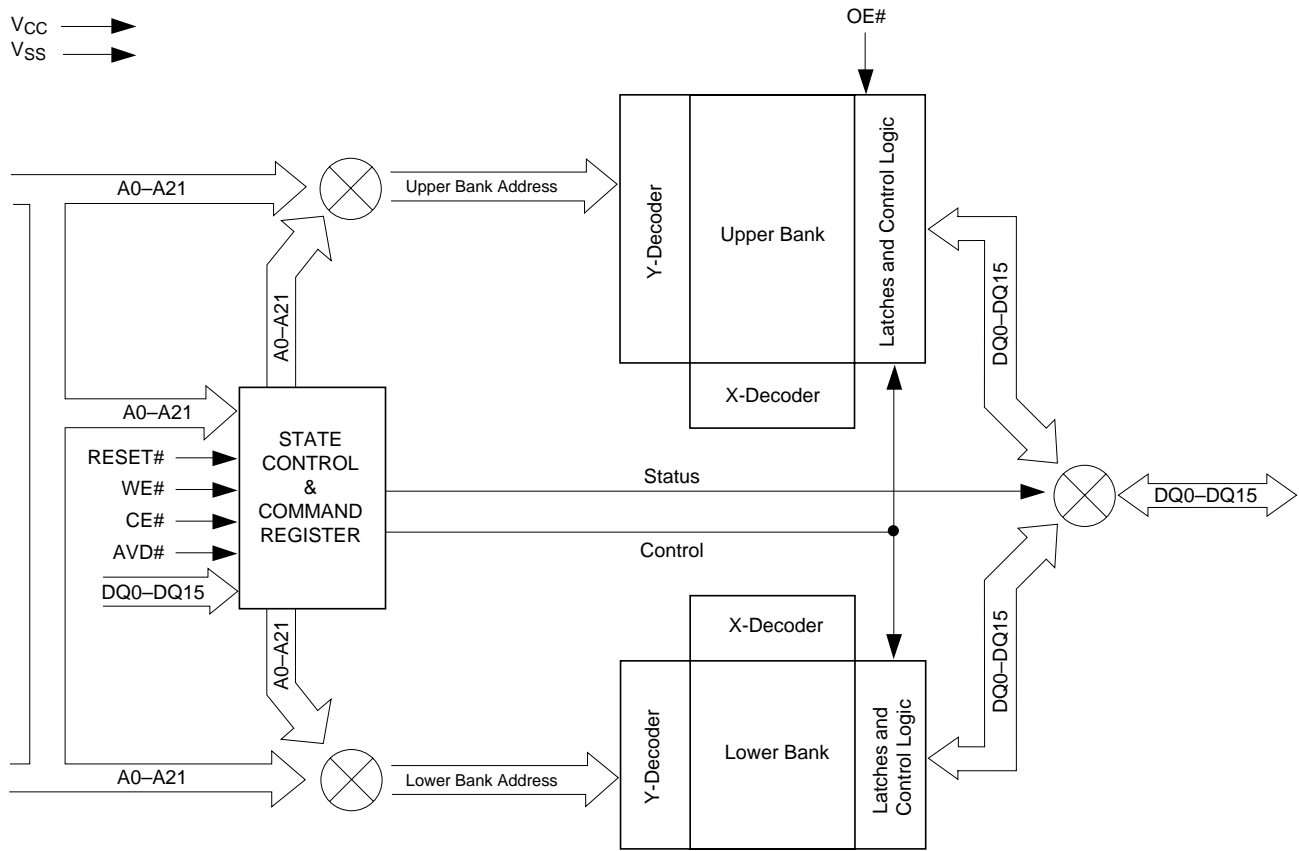 VCC
VSS
OE#
A0–A21
Upper Bank Address
Y-Decoder
Upper Bank
Latches and Control Logic
X-Decoder
A0–A21
DQ0–DQ15
A0–A21
RESET#
WE#
CE#
AVD#
DQ0–DQ15
STATE
CONTROL
&
COMMAND
REGISTER
Status
Control
DQ0–DQ15
A0–A21
X-Decoder
DQ0–DQ15
A0–A21
Lower Bank Address
Y-Decoder
Lower Bank
Latches and
Control Logic